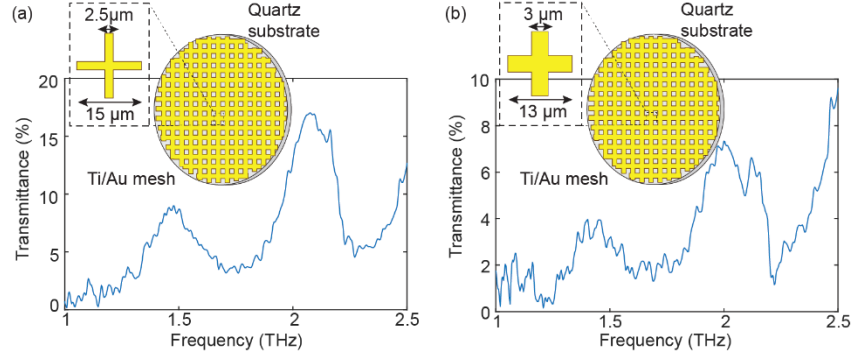 (a)
2.5µm
15 µm
Quartz
substrate
Ti/Au mesh
Transmittance (%)
20
15
10
5
0
1
1.5
2
2.5
Frequency (THz)
(b)
3 µm
13 µm
Quartz
substrate
Ti/Au mesh
Transmittance (%)
10
8
6
4
2
0
1
1.5
2
2.5
Frequency (THz)